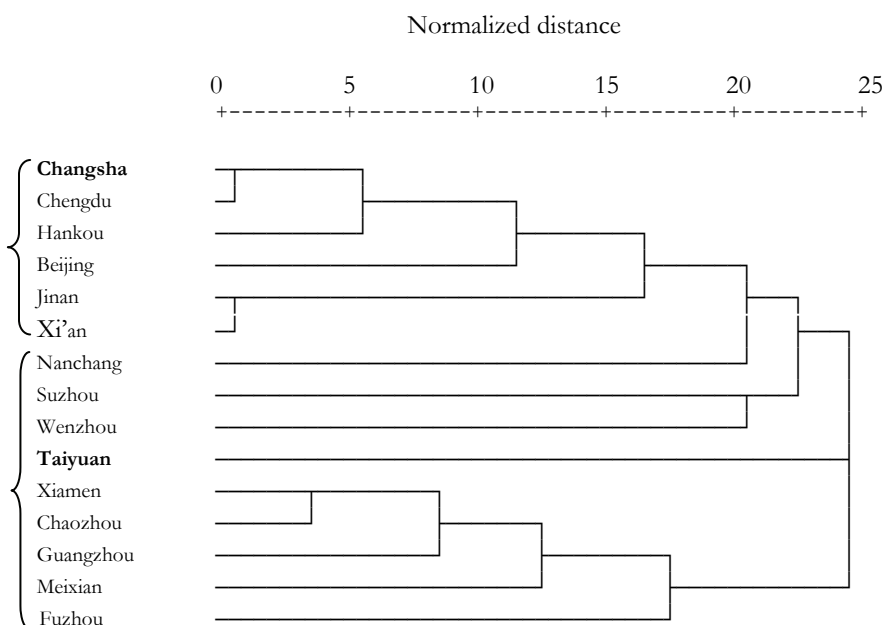 Normalized distance
0 5 10 15 20 25
+---------+---------+---------+---------+---------+
Changsha
Chengdu
Hankou
Beijing
Jinan
Xi’an
Nanchang
Suzhou
Wenzhou
Taiyuan
Xiamen
Chaozhou
Guangzhou
Meixian
Fuzhou